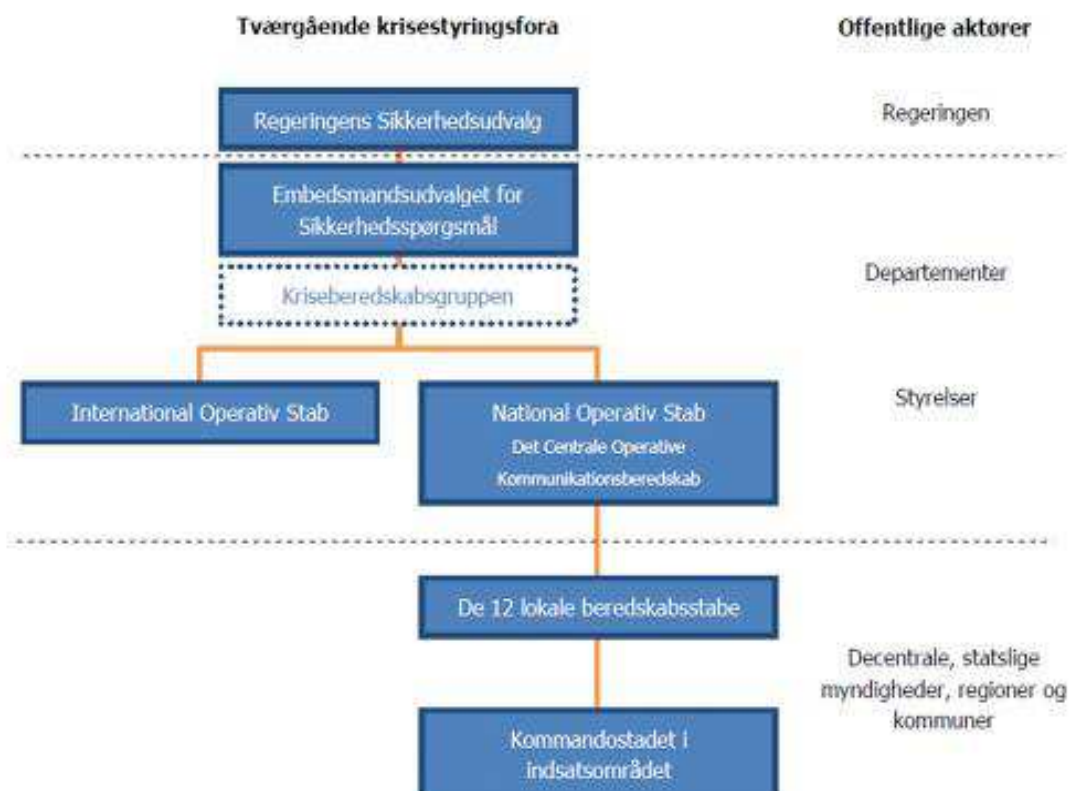 Tværgående krisestyringsfora
Offentlige aktører
Regeringens Sikkerhedsudvalg
Regeringen
Embedsmandsudvalget for
Sikkerhedsspørgsmål
Departementer
Kriseberedskabsgruppen
International Operativ Stab
National Operativ Stab
Det Centrale Operative
Kommunikationsberedskab
Styrelser
De 12 lokale beredskabsstabe
Decentrale, statslige
myndigheder, regioner og
kommuner
Kommandostadet i
indsatsområdet